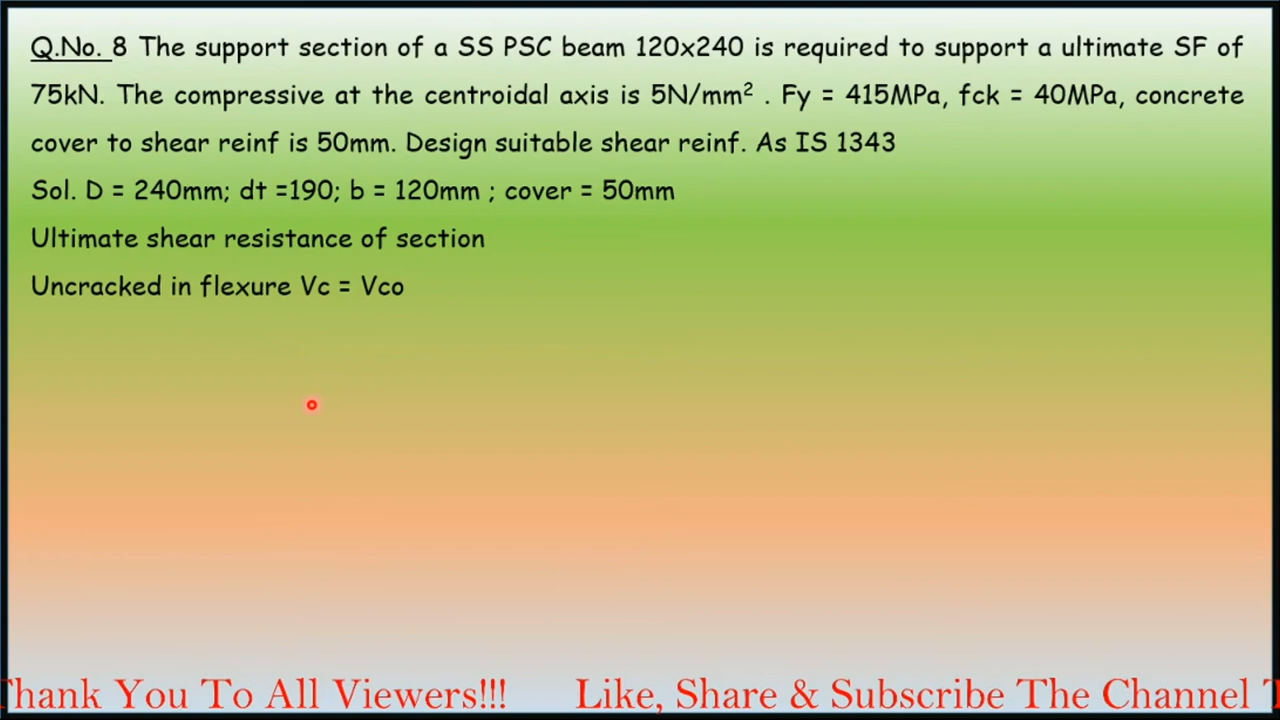 Q.No. 8 The support section of a SS PSC beam 120x240 is required to support a ultimate SF of
75kN. The compressive at the centroidal axis is 5N/mm² . Fy = 415MPa, fck = 40MPa, concrete
cover to shear reinf is 50mm. Design suitable shear reinf. As IS 1343
Sol. D = 240mm; dt =190; b = 120mm ; cover = 50mm
Ultimate shear resistance of section
Uncracked in flexure Vc = Vco
Thank You To All Viewers!!! Like, Share & Subscribe The Channel